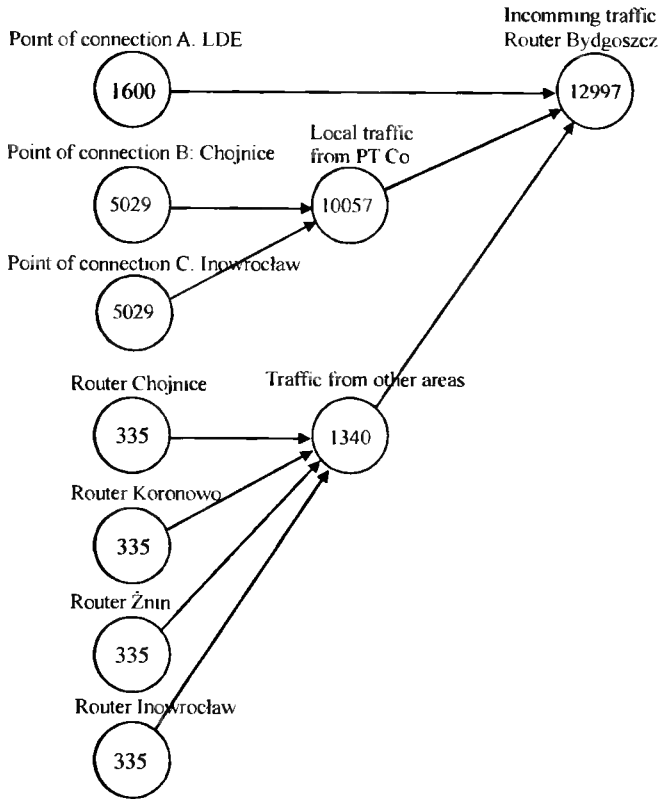 Incomming traffic
Router Bydgoszcz
Point of connection A. LDE
1600
12997
Local traffic
from PT Co
Point of connection B: Chojnice
5029
10057
Point of connection C. Inowrocław
5029
Router Chojnice
Traffic from other areas
335
1340
Router Koronowo
335
Router Żnin
335
Router Inowrocław
335